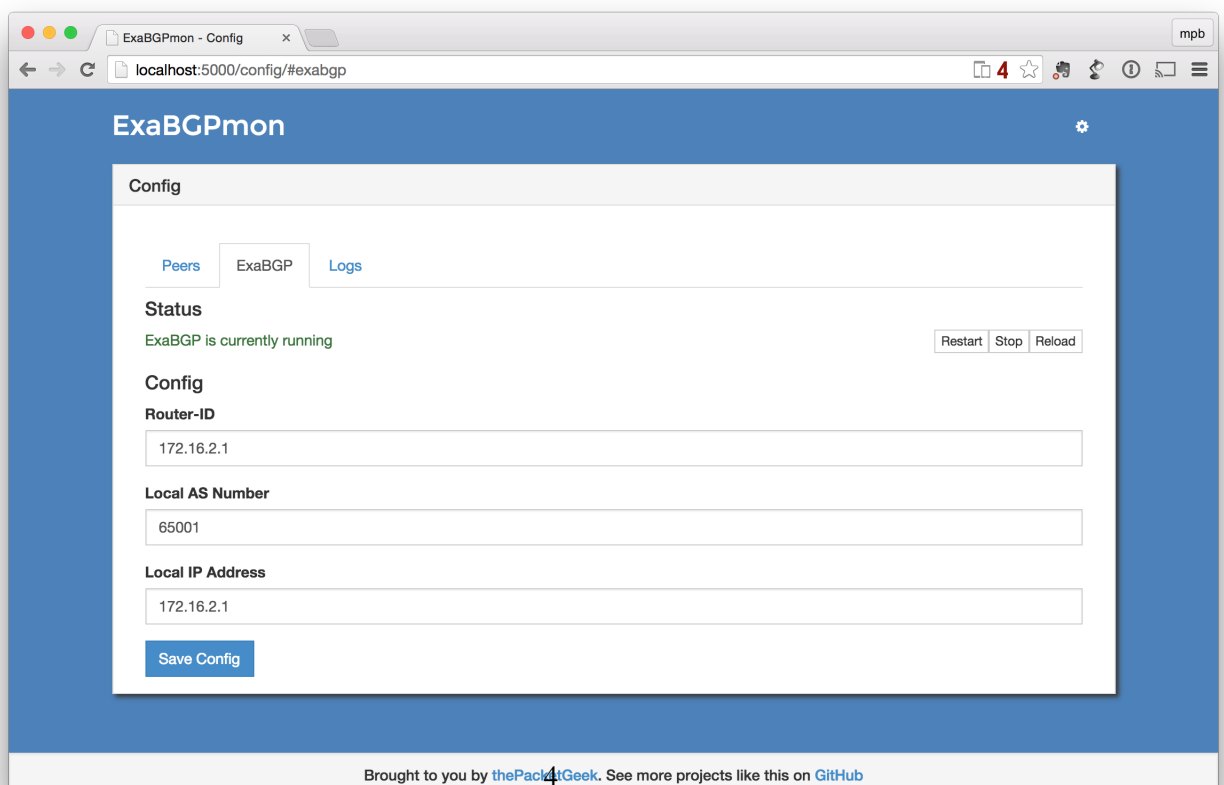 ExaBGPmon - Config
mpb
localhost:5000/config/#exabgp
4
ExaBGPmon
Config
Peers ExaBGP Logs
Status
ExaBGP is currently running
Restart Stop Reload
Config
Router-ID
172.16.2.1
Local AS Number
65001
Local IP Address
172.16.2.1
Save Config
Brought to you by thePacketGeek. See more projects like this on GitHub
4